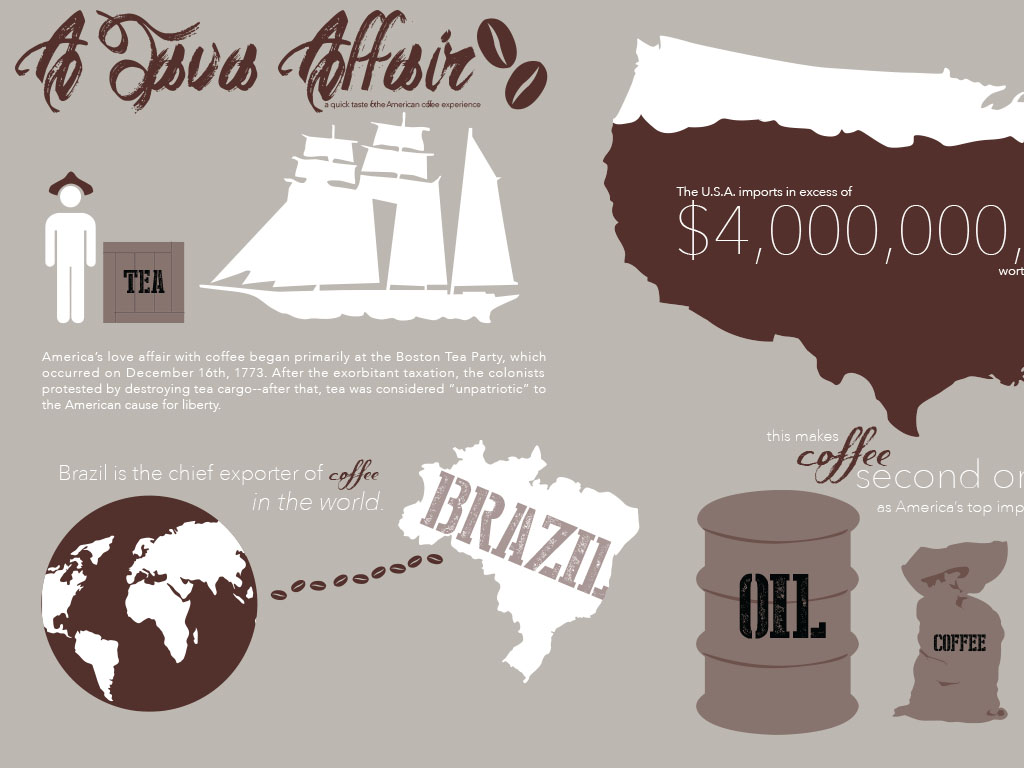 A Java Affair
a quick taste of the American coffee experience
TEA
America's love affair with coffee began primarily at the Boston Tea Party, which
occurred on December 16th, 1773. After the exorbitant taxation, the colonists
protested by destroying tea cargo--after that, tea was considered "unpatriotic" to
the American cause for liberty.
Brazil is the chief exporter of coffee
in the world.
BRAZIL
The U.S.A. imports in excess of
$4,000,000,
wort
this makes
coffee
second on
as America's top imp
OIL
COFFEE